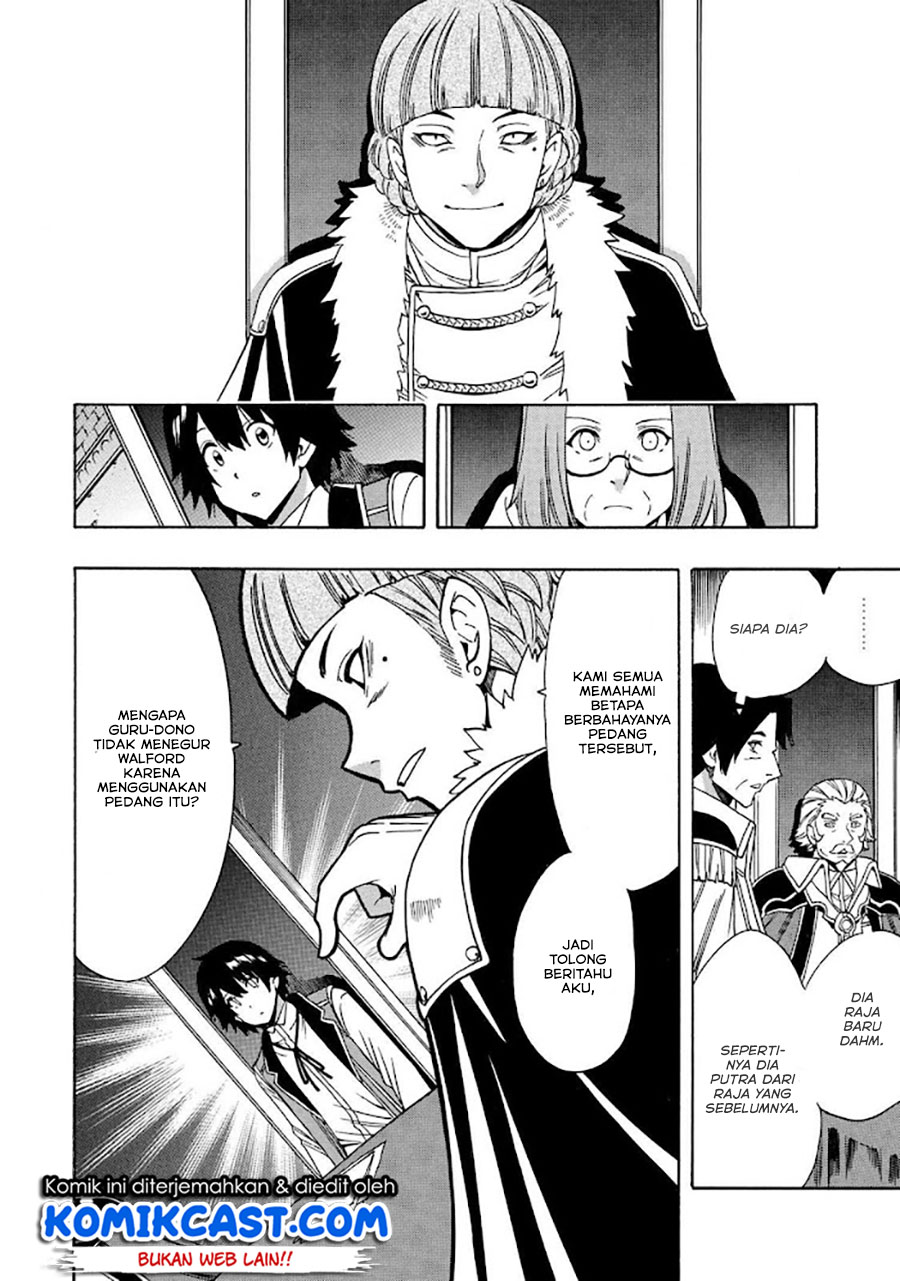 ..........
SIAPA DIA?
DIA
RAJA
BARU
DAHM.
SEPERTI-
NYA DIA
PUTRA DARI
RAJA YANG
SEBELUMNYA.
KAMI SEMUA
MEMAHAMI
BETAPA
BERBAHAYANYA
PEDANG
TERSEBUT,
JADI
TOLONG
BERITAHU
AKU,
MENGAPA
GURU-DONO
TIDAK MENEGUR
WALFORD
KARENA
MENGGUNAKAN
PEDANG ITU?
Komik ini diterjemahkan & diedit oleh
KOMIKCAST.COM
BUKAN WEB LAIN!!